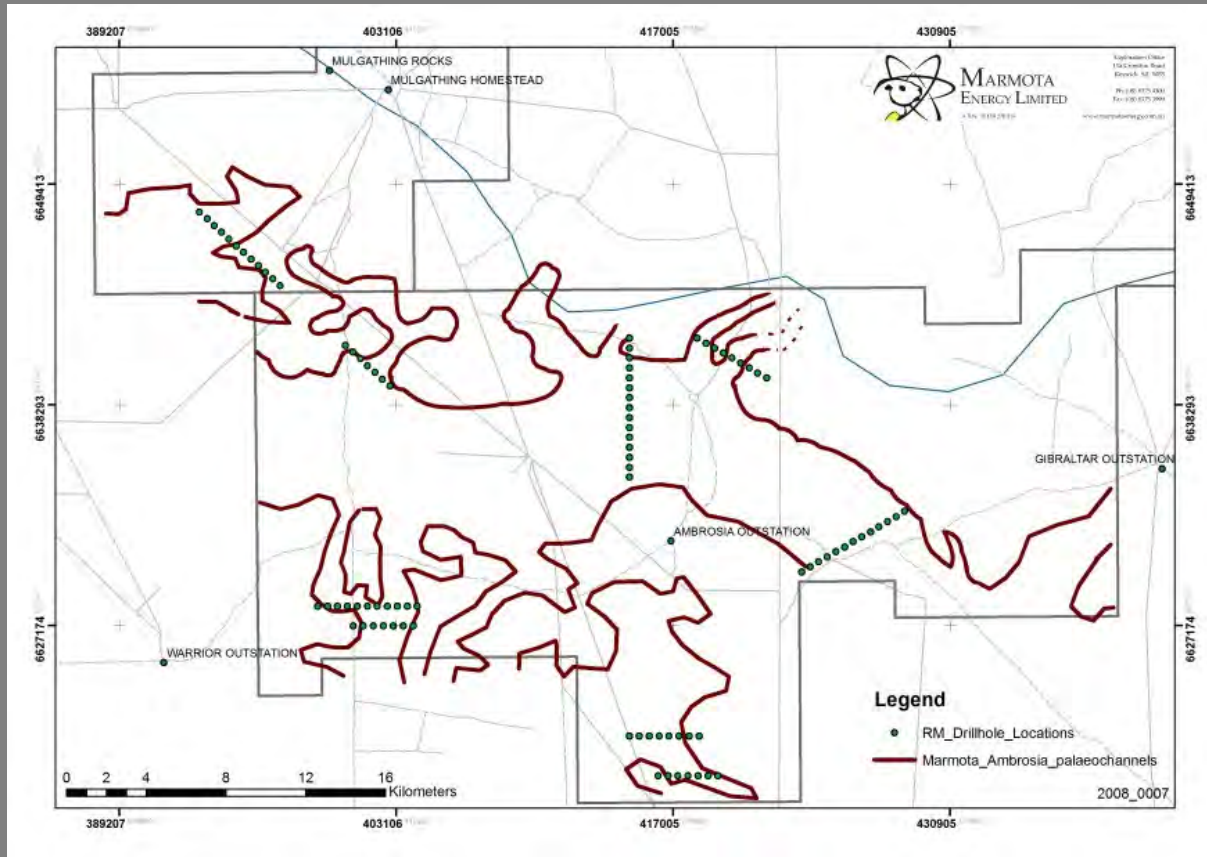 389207
403106
417005
430905
MULGATHING ROCKS
MULGATHING HOMESTEAD
MARMOTA
ENERGY LIMITED
6649413
6649413
6638293
6638293
GIBRALTAR OUTSTATION
AMBROSIA OUTSTATION
6627174
6627174
WARRIOR OUTSTATION
Legend
RM_Drillhole_Locations
Marmota_Ambrosia_palaeochannels
0 2 4 8 12 16
Kilometers
2008_0007
389207
403106
417005
430905